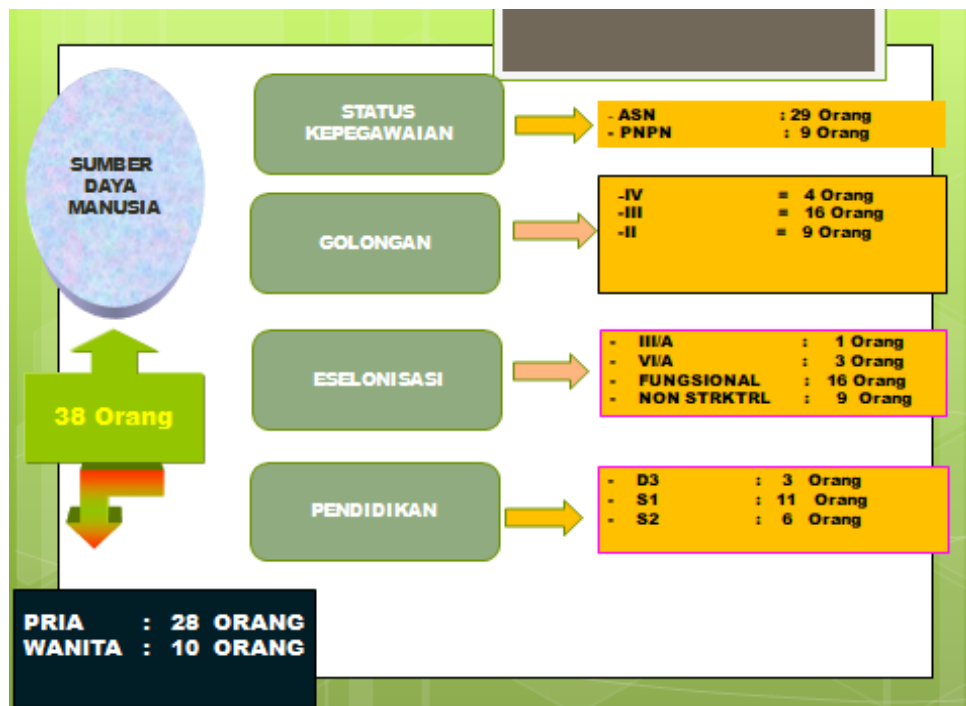 SUMBER
DAYA
MANUSIA
38 Orang
PRIA : 28 ORANG
WANITA : 10 ORANG
STATUS
KEPEGAWAIAN
- ASN : 29 Orang
- PNPN : 9 Orang
GOLONGAN
-IV = 4 Orang
-III = 16 Orang
-II = 9 Orang
ESELONISASI
- III/A : 1 Orang
- VI/A : 3 Orang
- FUNGSIONAL : 16 Orang
- NON STRKTRL : 9 Orang
PENDIDIKAN
- D3 : 3 Orang
- S1 : 11 Orang
- S2 : 6 Orang